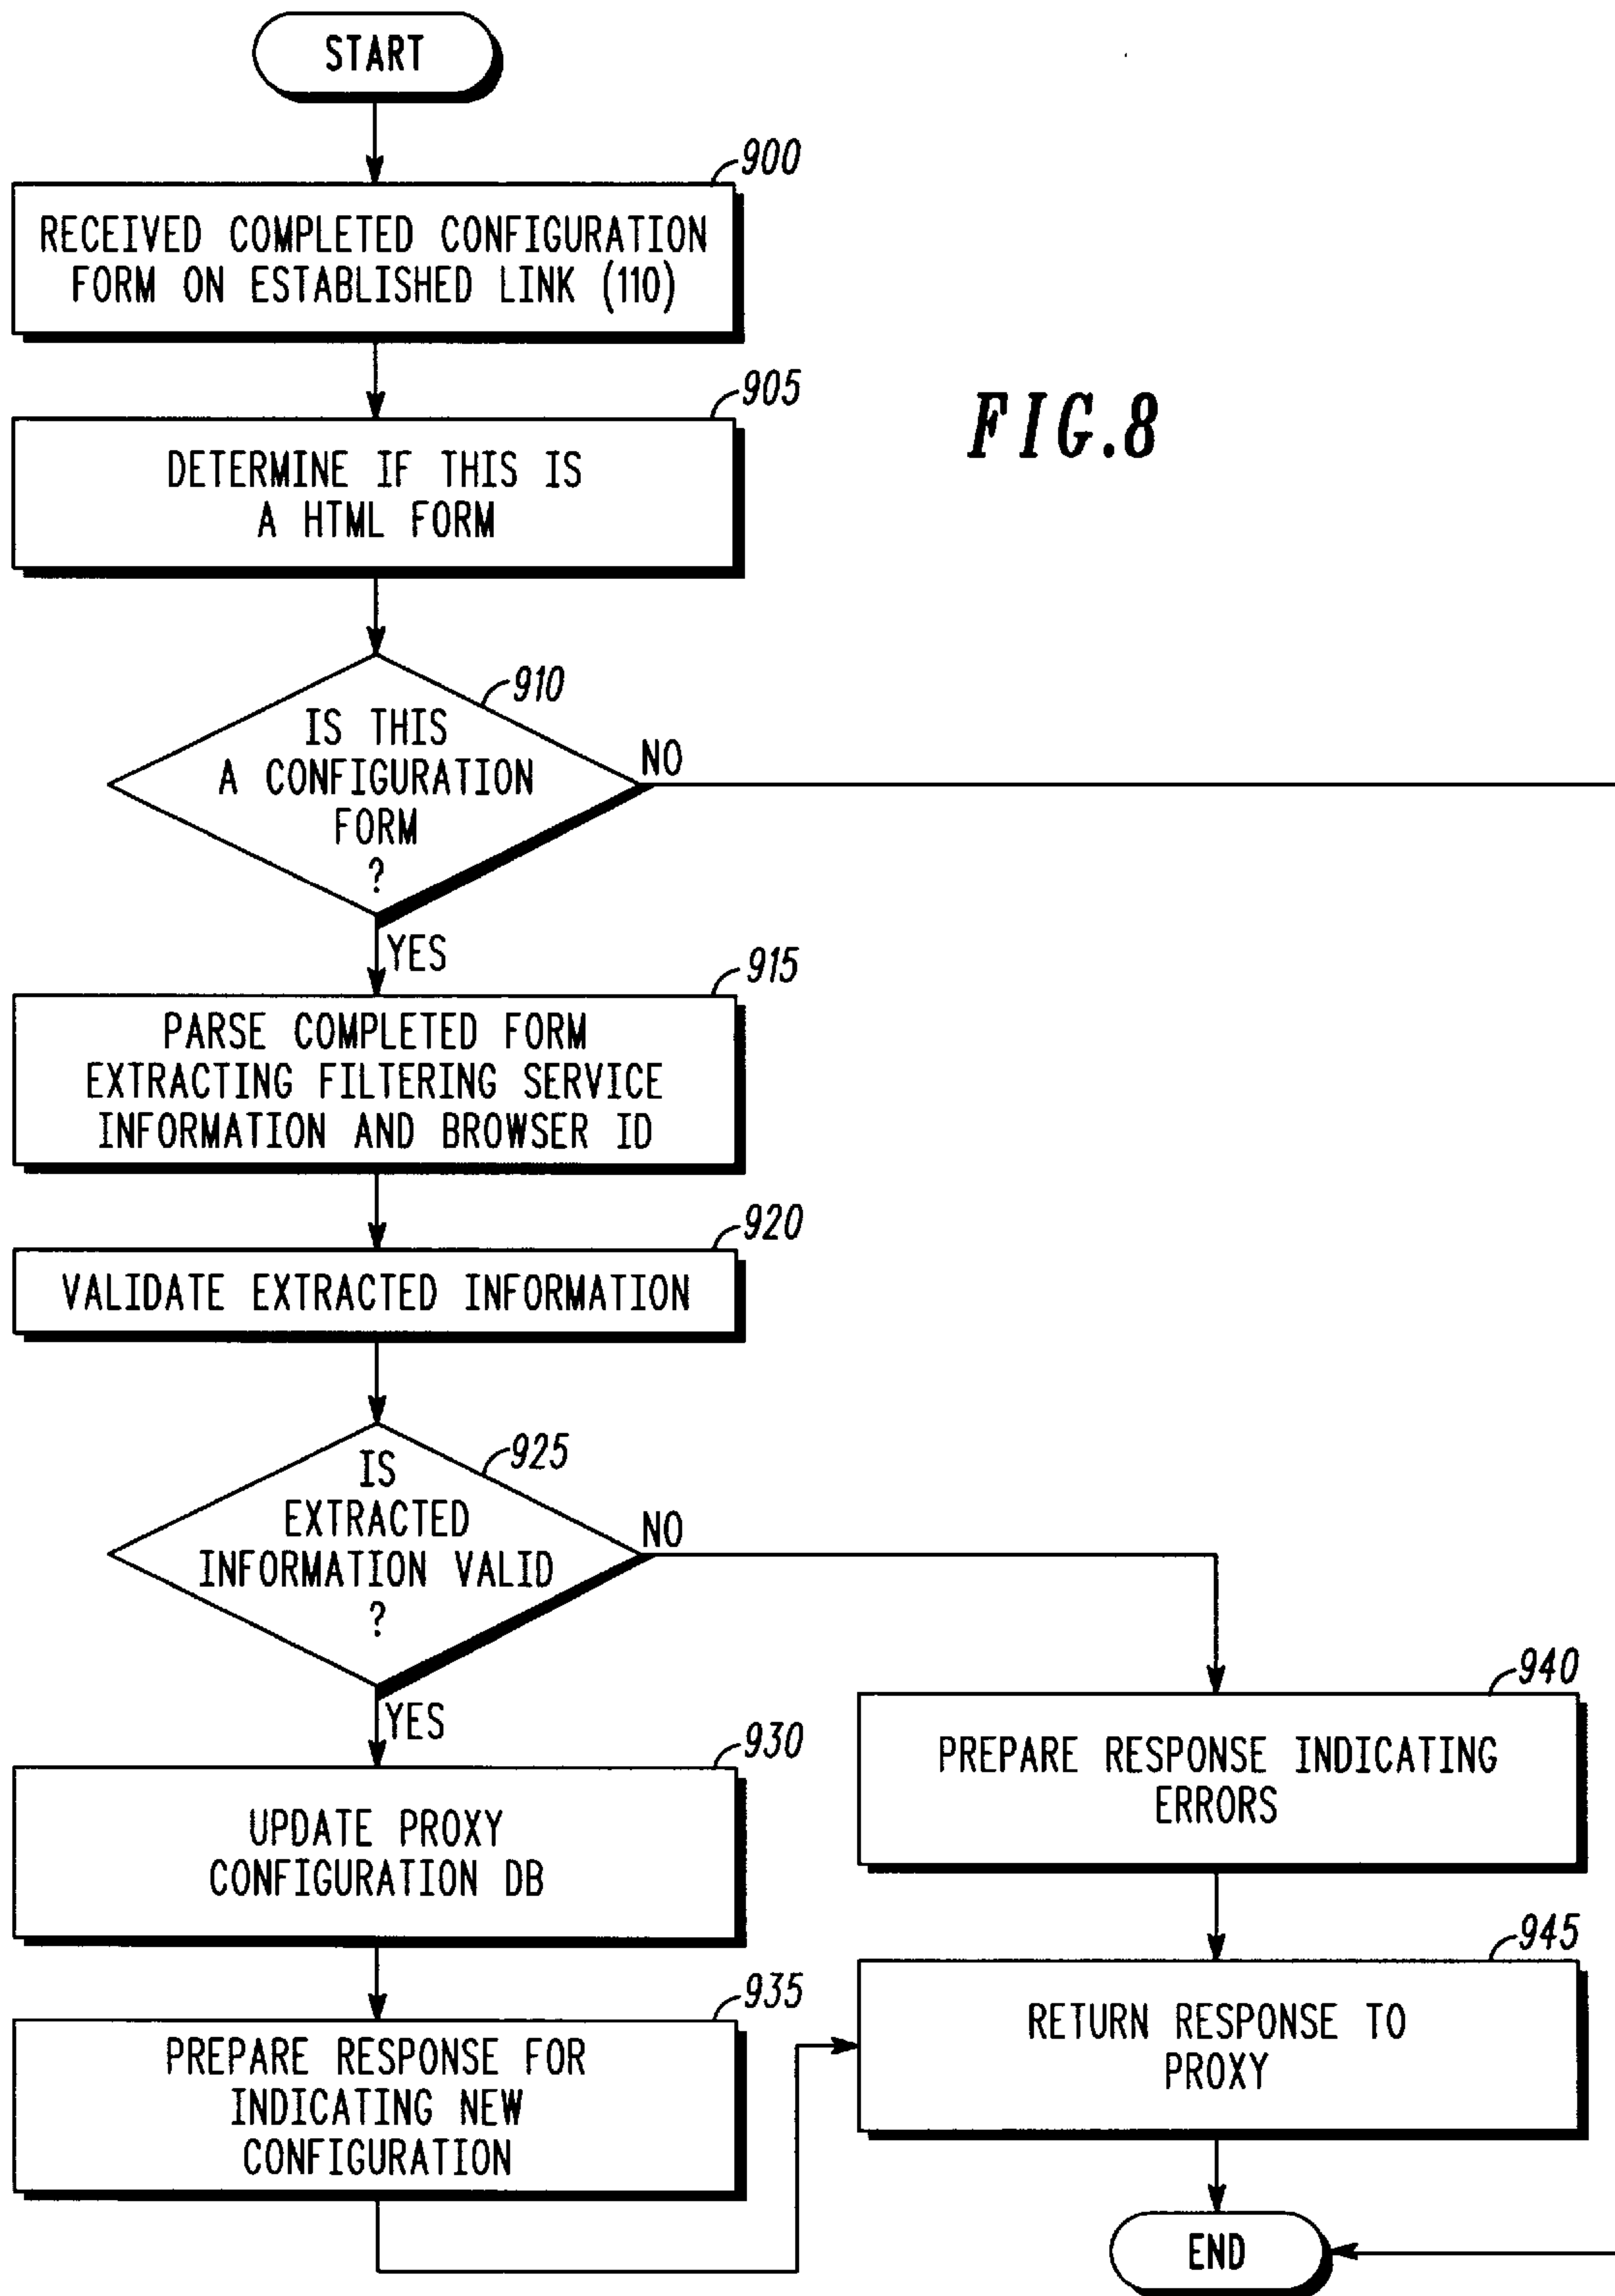 START
900
RECEIVED COMPLETED CONFIGURATION
FORM ON ESTABLISHED LINK (110)
905
DETERMINE IF THIS IS
A HTML FORM
FIG.8
910
IS THIS
A CONFIGURATION
FORM
?
NO
YES
915
PARSE COMPLETED FORM
EXTRACTING FILTERING SERVICE
INFORMATION AND BROWSER ID
920
VALIDATE EXTRACTED INFORMATION
925
IS
EXTRACTED
INFORMATION VALID
?
NO
YES
930
UPDATE PROXY
CONFIGURATION DB
935
PREPARE RESPONSE FOR
INDICATING NEW
CONFIGURATION
940
PREPARE RESPONSE INDICATING
ERRORS
945
RETURN RESPONSE TO
PROXY
END